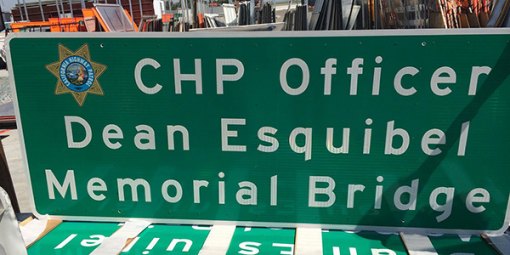 CHP Officer
Dean Esquibel
Memorial Bridge